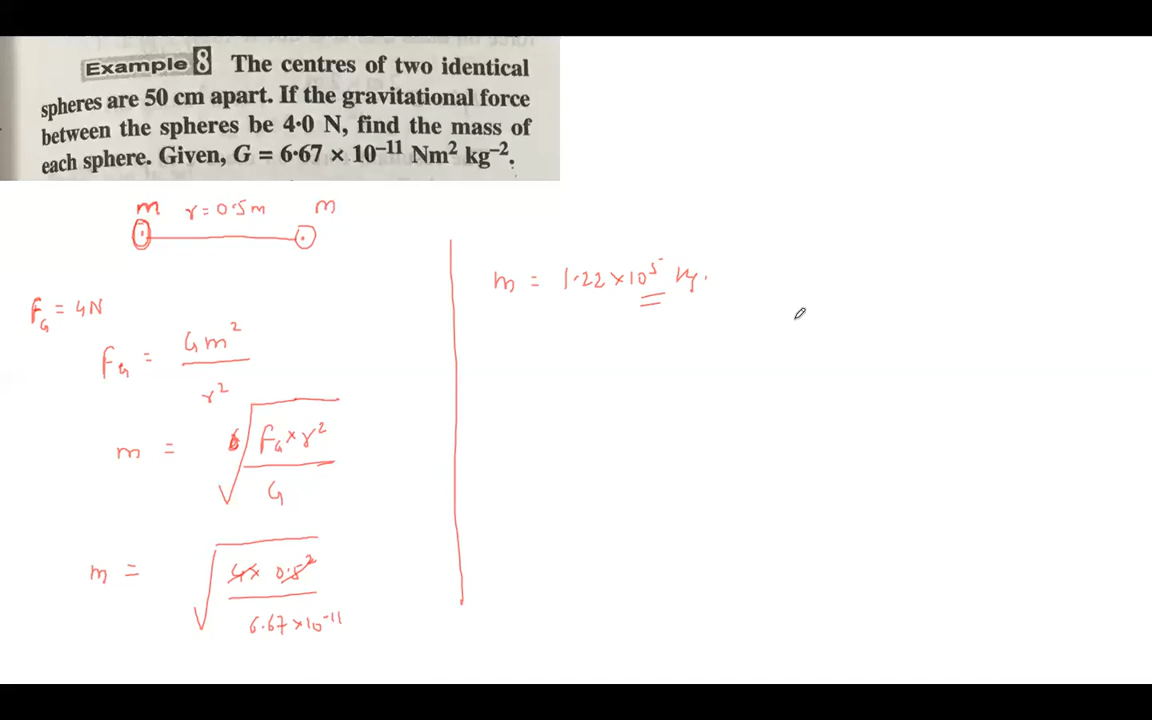 Example 8 The centres of two identical
spheres are 50 cm apart. If the gravitational force
between the spheres be 4·0 N, find the mass of
each sphere. Given, G = 6·67 × 10⁻¹¹ Nm² kg⁻².
m r = 0.5m m
F_G = 4N
F_G = Gm² / r²
m = √(F_G × r² / G)
m = √(4 × 0.5² / 6.67 × 10⁻¹¹)
m = 1.22 × 10⁵ kg.